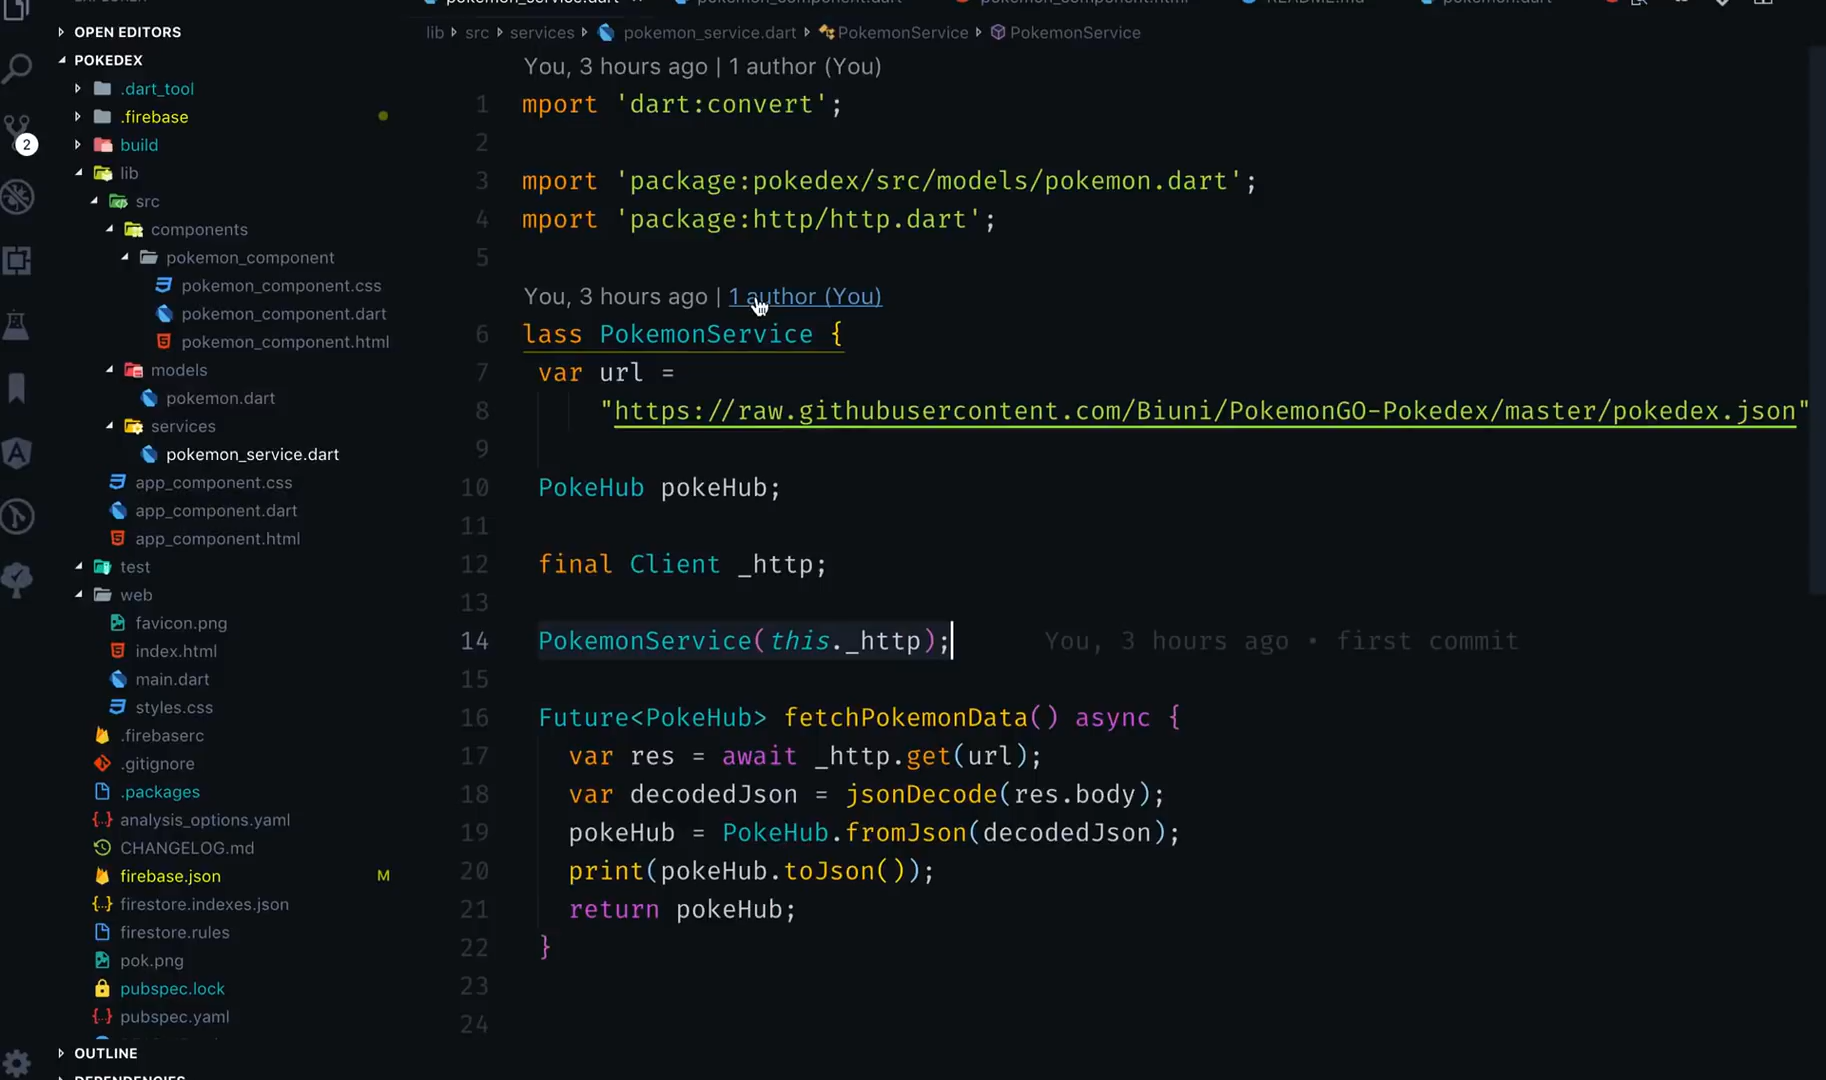 OPEN EDITORS
POKEDEX
.dart_tool
.firebase
build
lib
src
components
pokemon_component
pokemon_component.css
pokemon_component.dart
pokemon_component.html
models
pokemon.dart
services
pokemon_service.dart
app_component.css
app_component.dart
app_component.html
test
web
favicon.png
index.html
main.dart
styles.css
.firebaserc
.gitignore
.packages
analysis_options.yaml
CHANGELOG.md
firebase.json M
firestore.indexes.json
firestore.rules
pok.png
pubspec.lock
pubspec.yaml
OUTLINE
DEPENDENCIES
2
lib src services pokemon_service.dart PokemonService PokemonService
You, 3 hours ago | 1 author (You)
1 mport 'dart:convert';
2
3 mport 'package:pokedex/src/models/pokemon.dart';
4 mport 'package:http/http.dart';
5
You, 3 hours ago | 1 author (You)
6 lass PokemonService {
7 var url =
8 "https://raw.githubusercontent.com/Biuni/PokemonGO-Pokedex/master/pokedex.json"
9
10 PokeHub pokeHub;
11
12 final Client _http;
13
14 PokemonService(this._http); You, 3 hours ago • first commit
15
16 Future<PokeHub> fetchPokemonData() async {
17 var res = await _http.get(url);
18 var decodedJson = jsonDecode(res.body);
19 pokeHub = PokeHub.fromJson(decodedJson);
20 print(pokeHub.toJson());
21 return pokeHub;
22 }
23
24